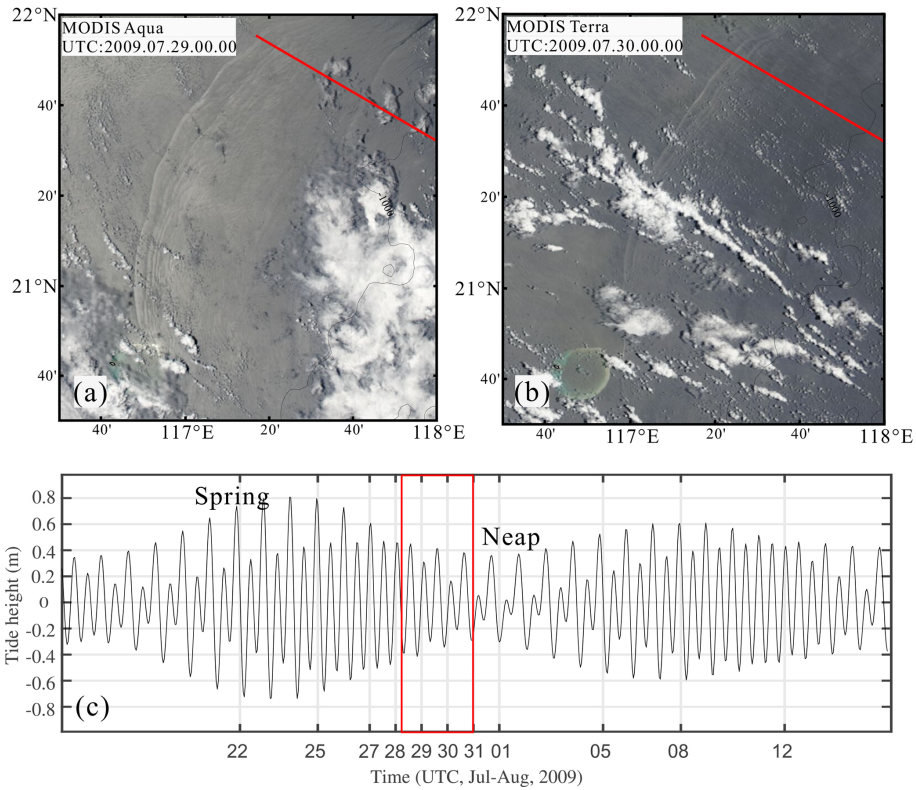 22°N
MODIS Aqua
UTC:2009.07.29.00.00
40'
20'
21°N
40'
-1000
0
(a)
40'
117°E
20'
40'
118°E
22°N
MODIS Terra
UTC:2009.07.30.00.00
40'
20'
21°N
40'
-1000
0
(b)
40'
117°E
20'
40'
118°E
Spring
Neap
Tide height (m)
0.8
0.6
0.4
0.2
0
-0.2
-0.4
-0.6
-0.8
(c)
22 25 27 28 29 30 31 01 05 08 12
Time (UTC, Jul-Aug, 2009)